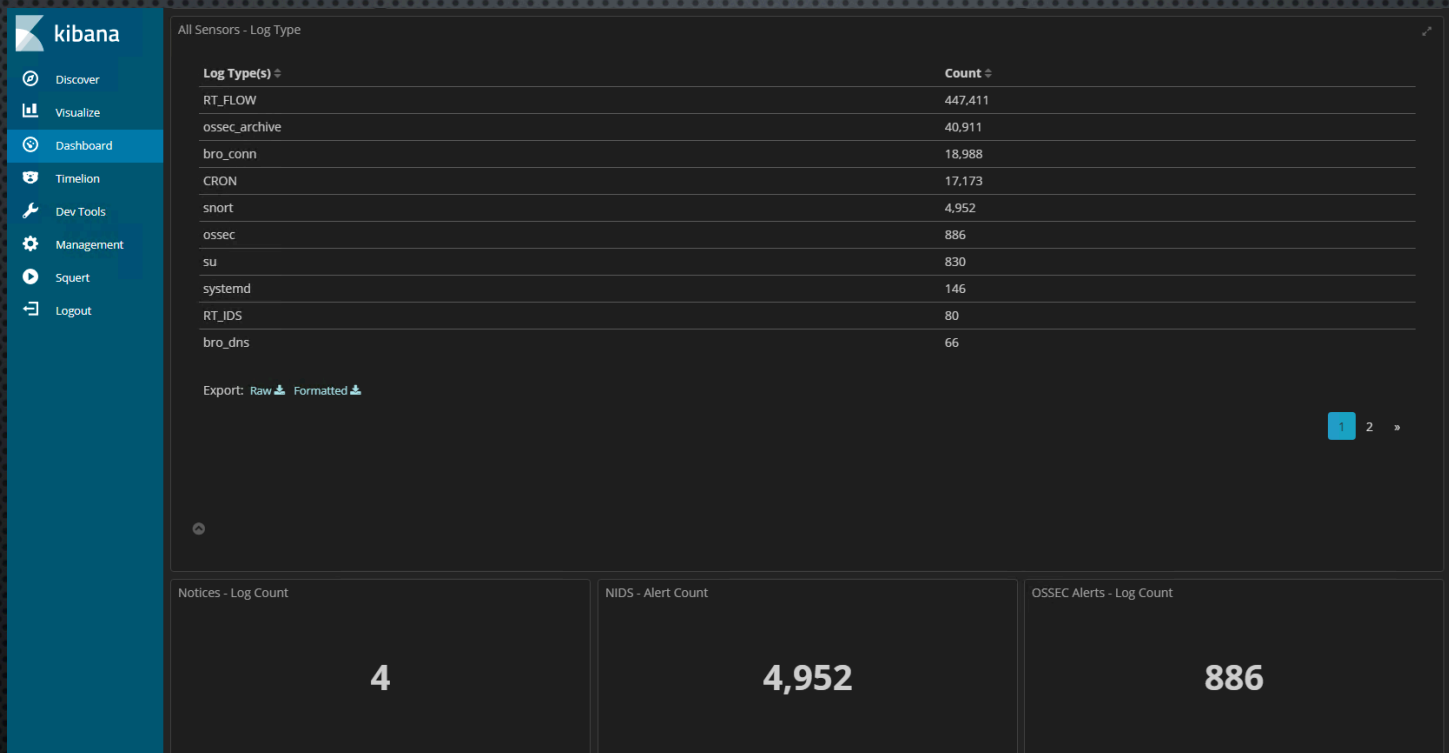 kibana
Discover
Visualize
Dashboard
Timelion
Dev Tools
Management
Squert
Logout
All Sensors - Log Type
Log Type(s) Count
RT_FLOW 447,411
ossec_archive 40,911
bro_conn 18,988
CRON 17,173
snort 4,952
ossec 886
su 830
systemd 146
RT_IDS 80
bro_dns 66
Export: Raw Formatted
1 2 »
Notices - Log Count
4
NIDS - Alert Count
4,952
OSSEC Alerts - Log Count
886